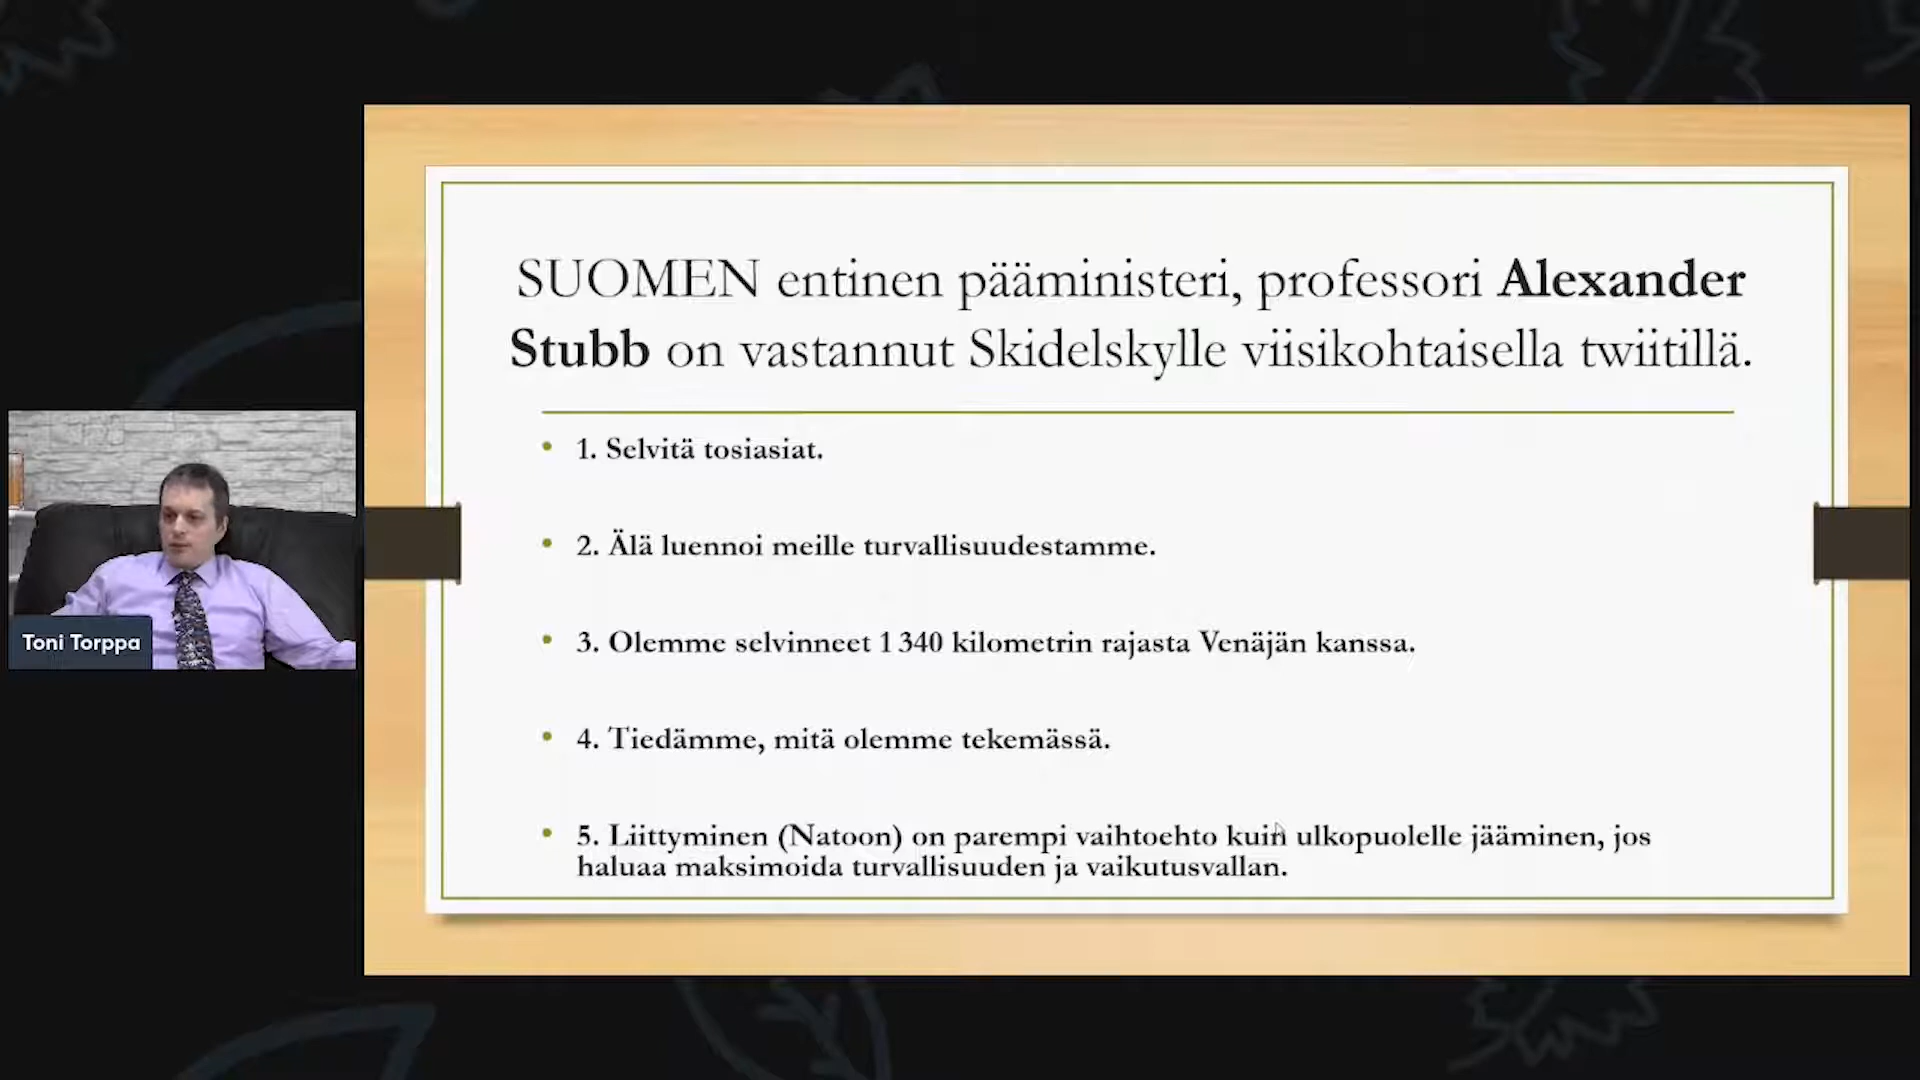 SUOMEN entinen pääministeri, professori Alexander
Stubb on vastannut Skidelskylle viisikohtaisella twiitillä.
• 1. Selvitä tosiasiat.
• 2. Älä luennoi meille turvallisuudestamme.
• 3. Olemme selvinneet 1 340 kilometrin rajasta Venäjän kanssa.
• 4. Tiedämme, mitä olemme tekemässä.
• 5. Liittyminen (Natoon) on parempi vaihtoehto kuin ulkopuolelle jääminen, jos
haluaa maksimoida turvallisuuden ja vaikutusvallan.
Toni Torppa